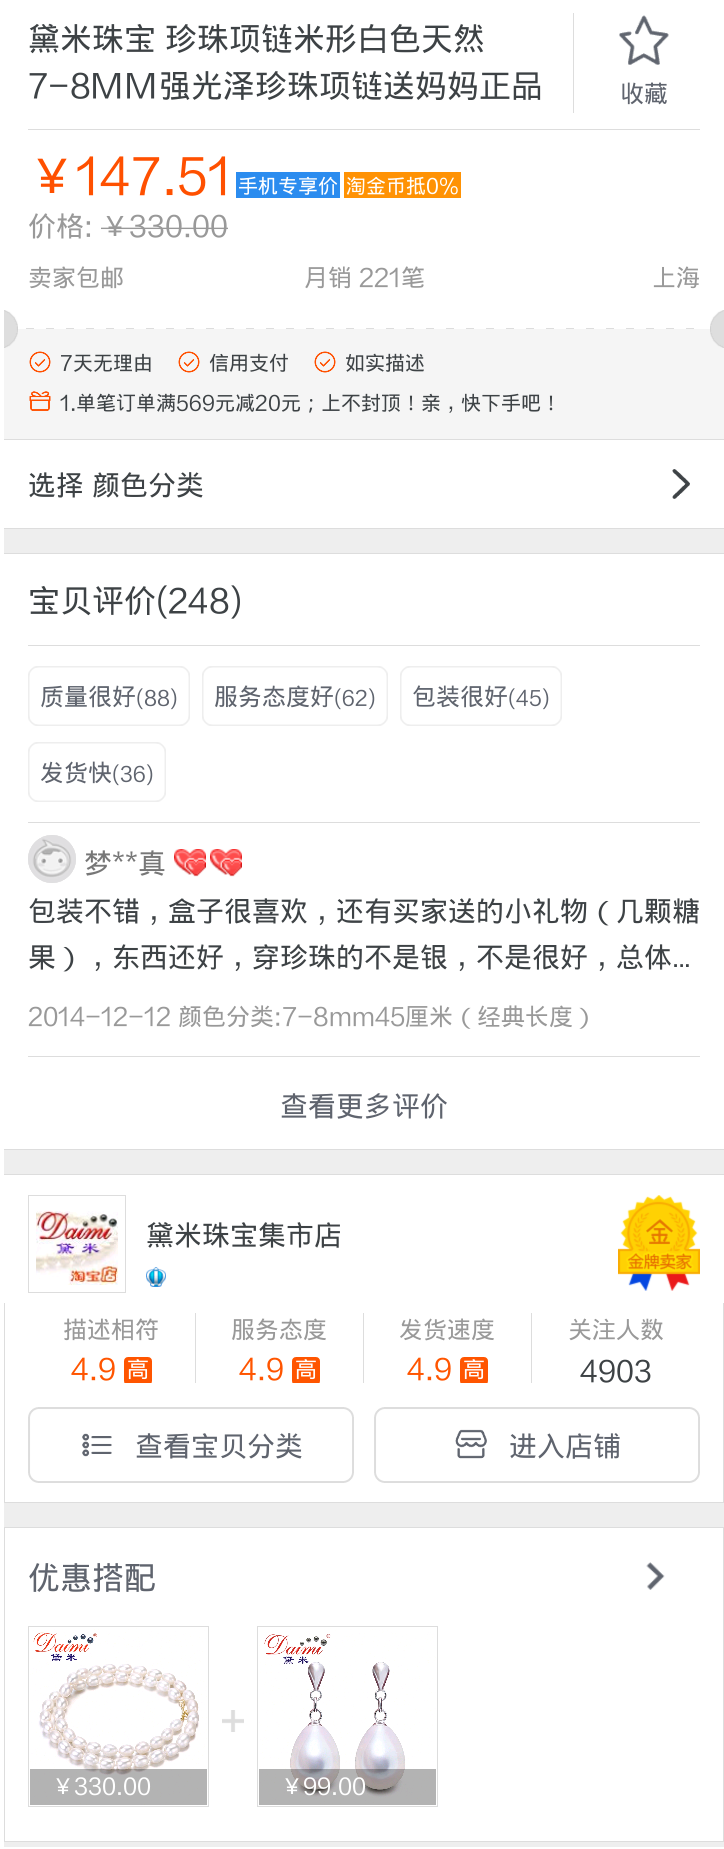 黛米珠宝 珍珠项链米形白色天然
7-8MM强光泽珍珠项链送妈妈正品
收藏
¥147.51 手机专享价 淘金币抵0%
价格: ¥330.00
卖家包邮 月销 221笔 上海
7天无理由 信用支付 如实描述
1.单笔订单满569元减20元；上不封顶！亲，快下手吧！
选择 颜色分类
宝贝评价(248)
质量很好(88) 服务态度好(62) 包装很好(45)
发货快(36)
梦**真
包装不错，盒子很喜欢，还有买家送的小礼物（几颗糖
果），东西还好，穿珍珠的不是银，不是很好，总体...
2014-12-12 颜色分类:7-8mm45厘米（经典长度）
查看更多评价
Daimi
黛米
淘宝店
黛米珠宝集市店
金
金牌卖家
描述相符 服务态度 发货速度 关注人数
4.9 高 4.9 高 4.9 高 4903
查看宝贝分类 进入店铺
优惠搭配
Daimi Daimi
黛米 黛米
+
¥330.00 ¥99.00